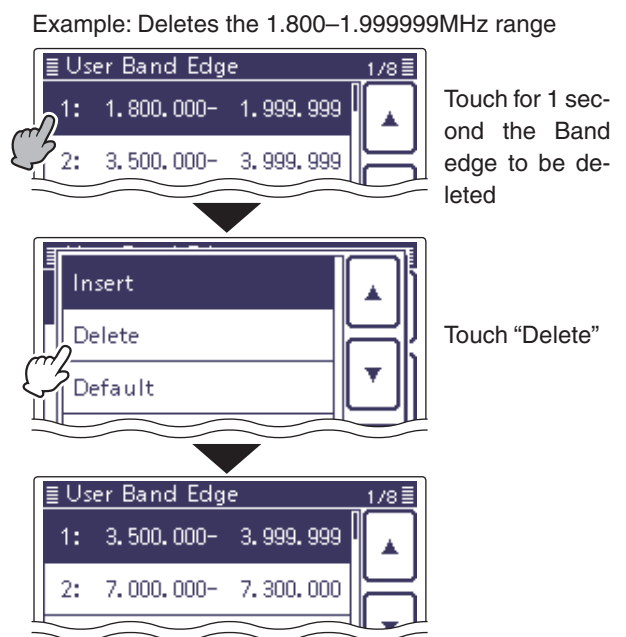 Example: Deletes the 1.800–1.999999MHz range
User Band Edge 1/8
1: 1.800.000– 1.999.999
2: 3.500.000– 3.999.999
Touch for 1 sec-
ond the Band
edge to be de-
leted
Insert
Delete
Default
Touch “Delete”
User Band Edge 1/8
1: 3.500.000– 3.999.999
2: 7.000.000– 7.300.000